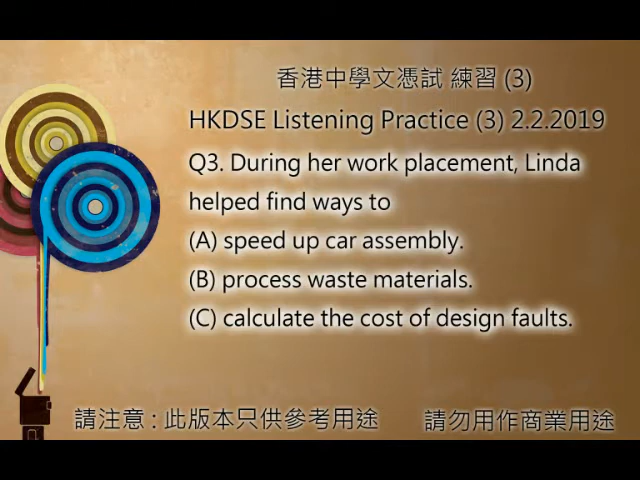 香港中學文憑試 練習 (3)
HKDSE Listening Practice (3) 2.2.2019
Q3. During her work placement, Linda
helped find ways to
(A) speed up car assembly.
(B) process waste materials.
(C) calculate the cost of design faults.
請注意 : 此版本只供參考用途 請勿用作商業用途